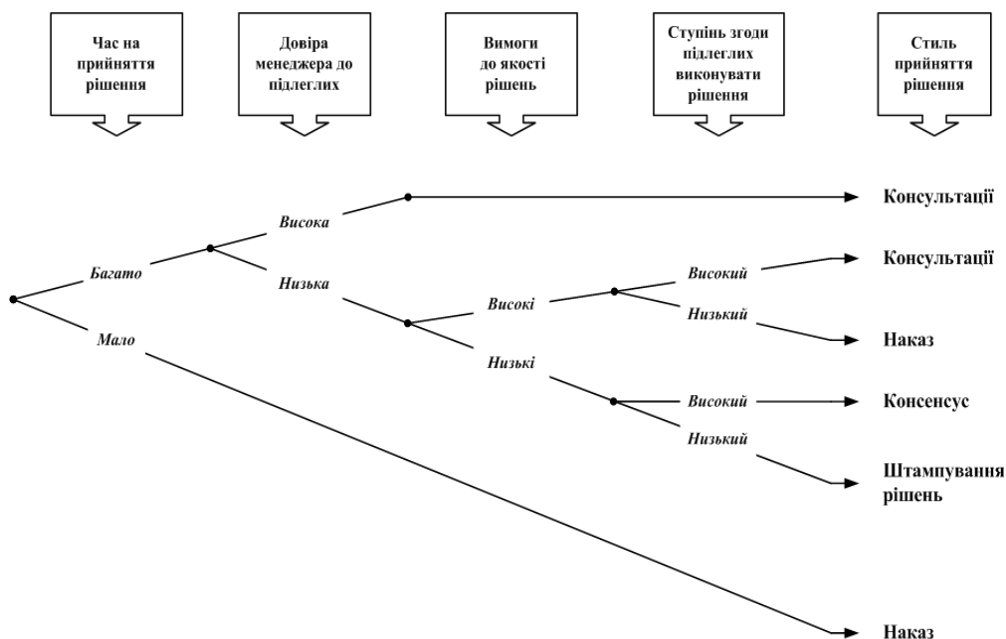 Час на
прийняття
рішення
Довіра
менеджера до
підлеглих
Вимоги
до якості
рішень
Ступінь згоди
підлеглих
виконувати
рішення
Стиль
прийняття
рішення
Висока
Консультації
Багато
Низька
Високі
Високий
Консультації
Мало
Низький
Наказ
Низькі
Високий
Консенсус
Низький
Штампування
рішень
Наказ